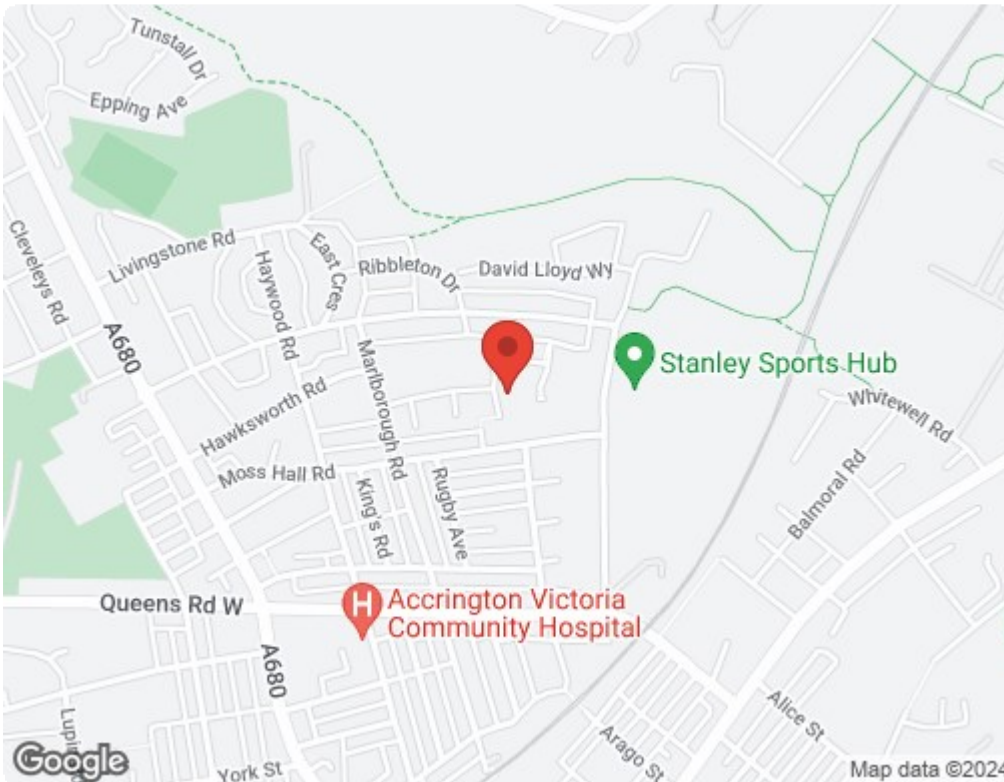 Tunstall Dr
Epping Ave
Cleveleys Rd
Livingstone Rd
Haywood Rd
East Cres
Ribbleton Dr
David Lloyd Wy
A680
Stanley Sports Hub
Marlborough Rd
Hawksworth Rd
Whitewell Rd
Moss Hall Rd
Balmoral Rd
King's Rd
Rugby Ave
Queens Rd W
H
Accrington Victoria
Community Hospital
A680
Alice St
Arago St
York St
Google
Map data ©202